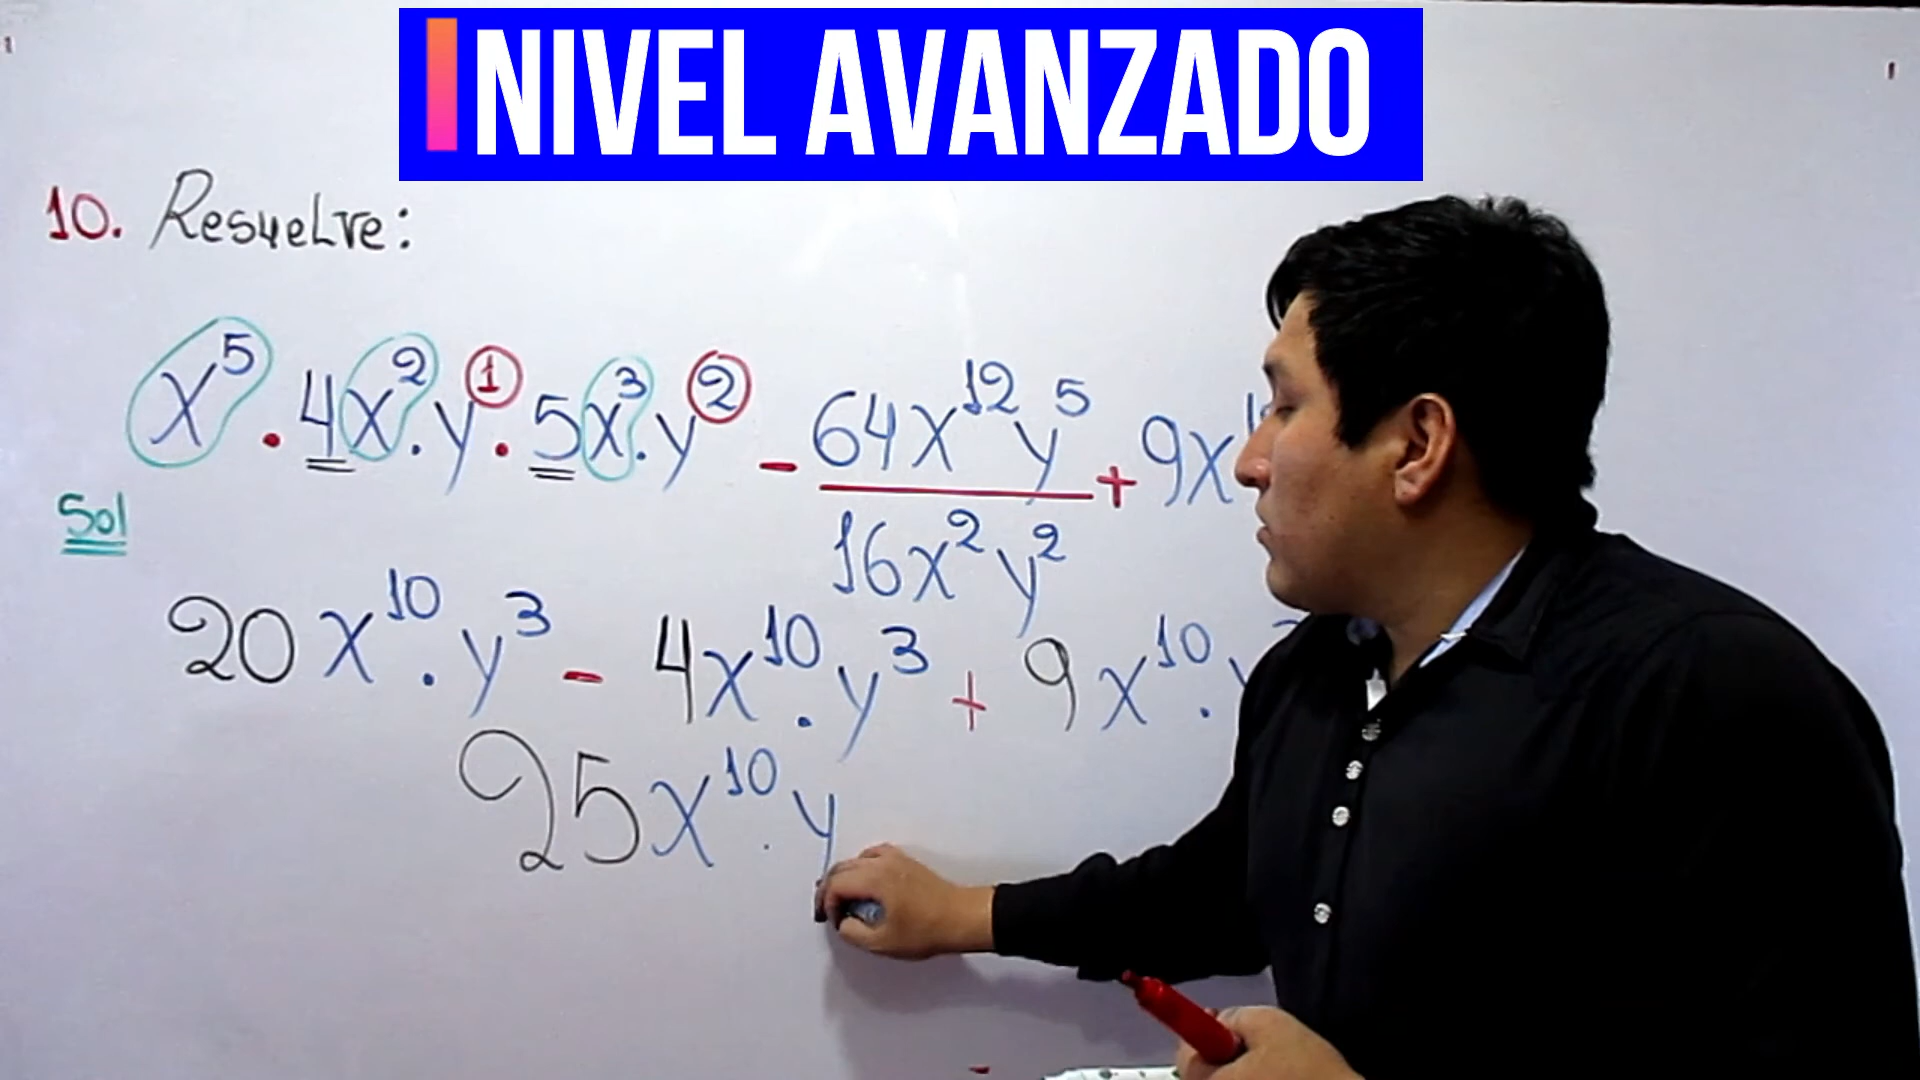 NIVEL AVANZADO
10. Resuelve:
x⁵ · 4x² · y¹ · 5x³ · y² - 64x¹²y⁵ / 16x²y² + 9x
Sol
20x¹⁰ · y³ - 4x¹⁰ · y³ + 9x¹⁰ ·
25x¹⁰ · y